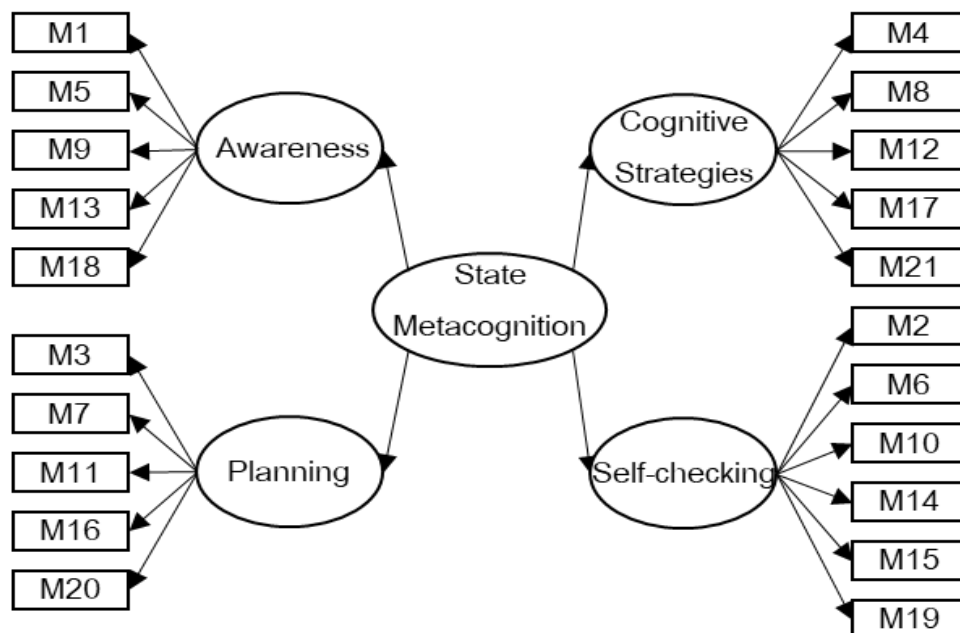 M1
M5
M9
M13
M18
Awareness
Cognitive
Strategies
M4
M8
M12
M17
M21
State
Metacognition
M3
M7
M11
M16
M20
Planning
Self-checking
M2
M6
M10
M14
M15
M19